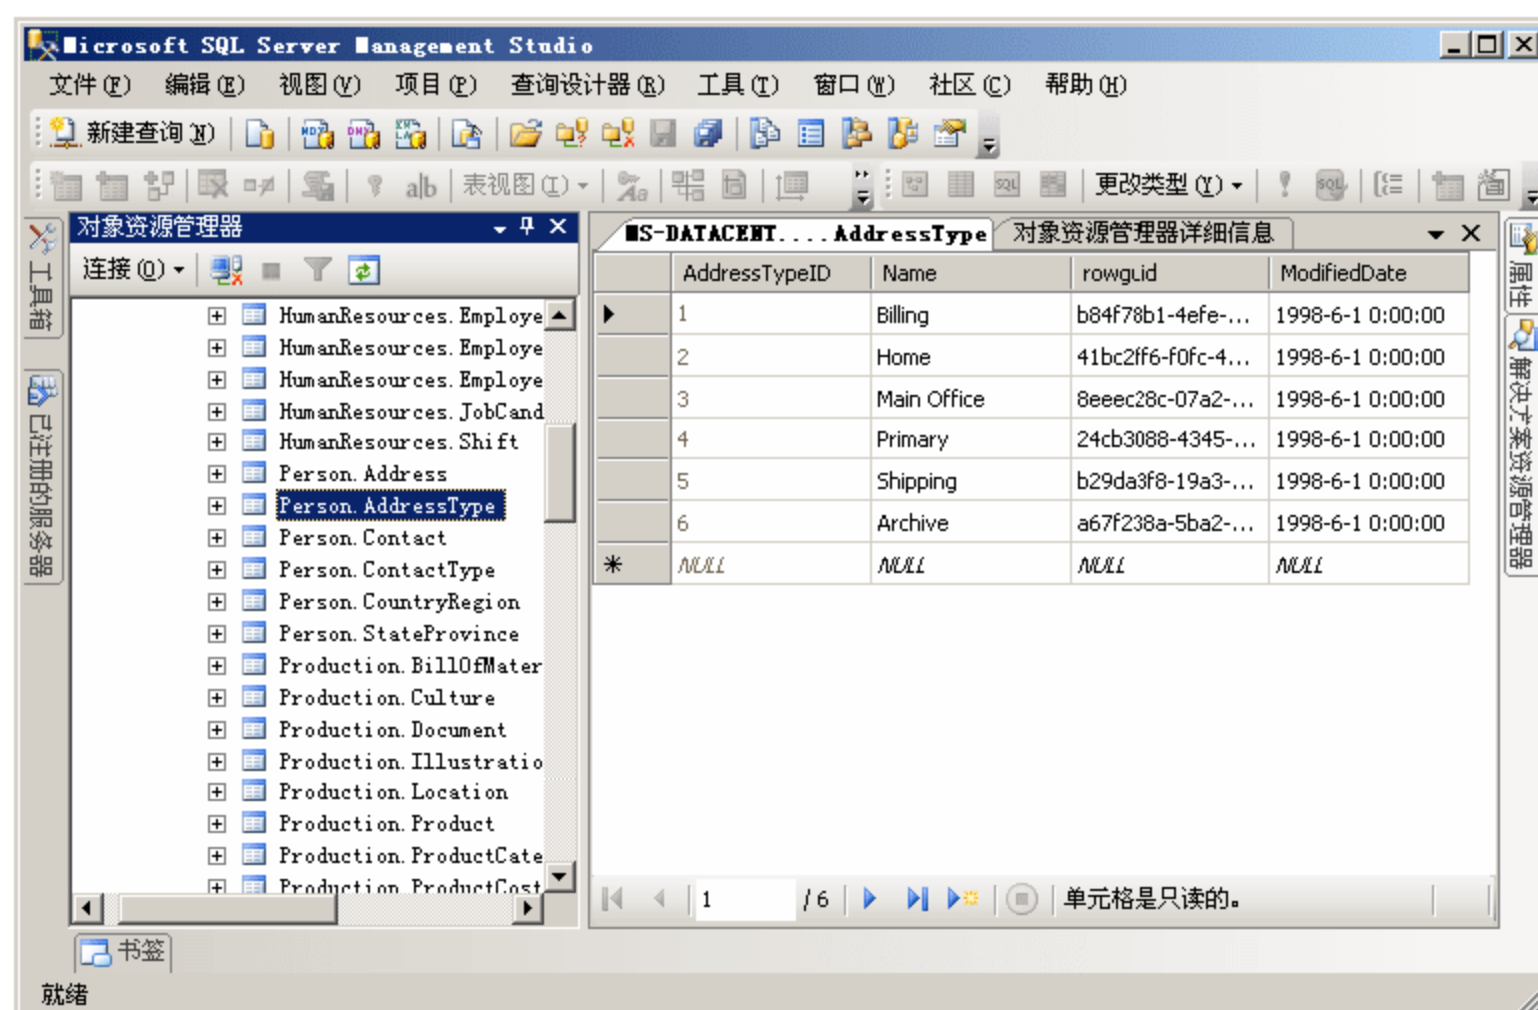 Microsoft SQL Server Management Studio
文件(F) 编辑(E) 视图(V) 项目(P) 查询设计器(R) 工具(T) 窗口(W) 社区(C) 帮助(H)
新建查询(N)
表视图(I) 更改类型(Y)
工具箱
已注册的服务器
对象资源管理器
连接(O)
HumanResources.Employe
HumanResources.Employe
HumanResources.Employe
HumanResources.JobCand
HumanResources.Shift
Person.Address
Person.AddressType
Person.Contact
Person.ContactType
Person.CountryRegion
Person.StateProvince
Production.BillOfMater
Production.Culture
Production.Document
Production.Illustratio
Production.Location
Production.Product
Production.ProductCate
Production.ProductCost
MS-DATACENT....AddressType 对象资源管理器详细信息
AddressTypeID Name rowguid ModifiedDate
1 Billing b84f78b1-4efe-... 1998-6-1 0:00:00
2 Home 41bc2ff6-f0fc-4... 1998-6-1 0:00:00
3 Main Office 8eeec28c-07a2-... 1998-6-1 0:00:00
4 Primary 24cb3088-4345-... 1998-6-1 0:00:00
5 Shipping b29da3f8-19a3-... 1998-6-1 0:00:00
6 Archive a67f238a-5ba2-... 1998-6-1 0:00:00
NULL NULL NULL NULL
1 / 6 单元格是只读的。
属性
解决方案资源管理器
书签
就绪